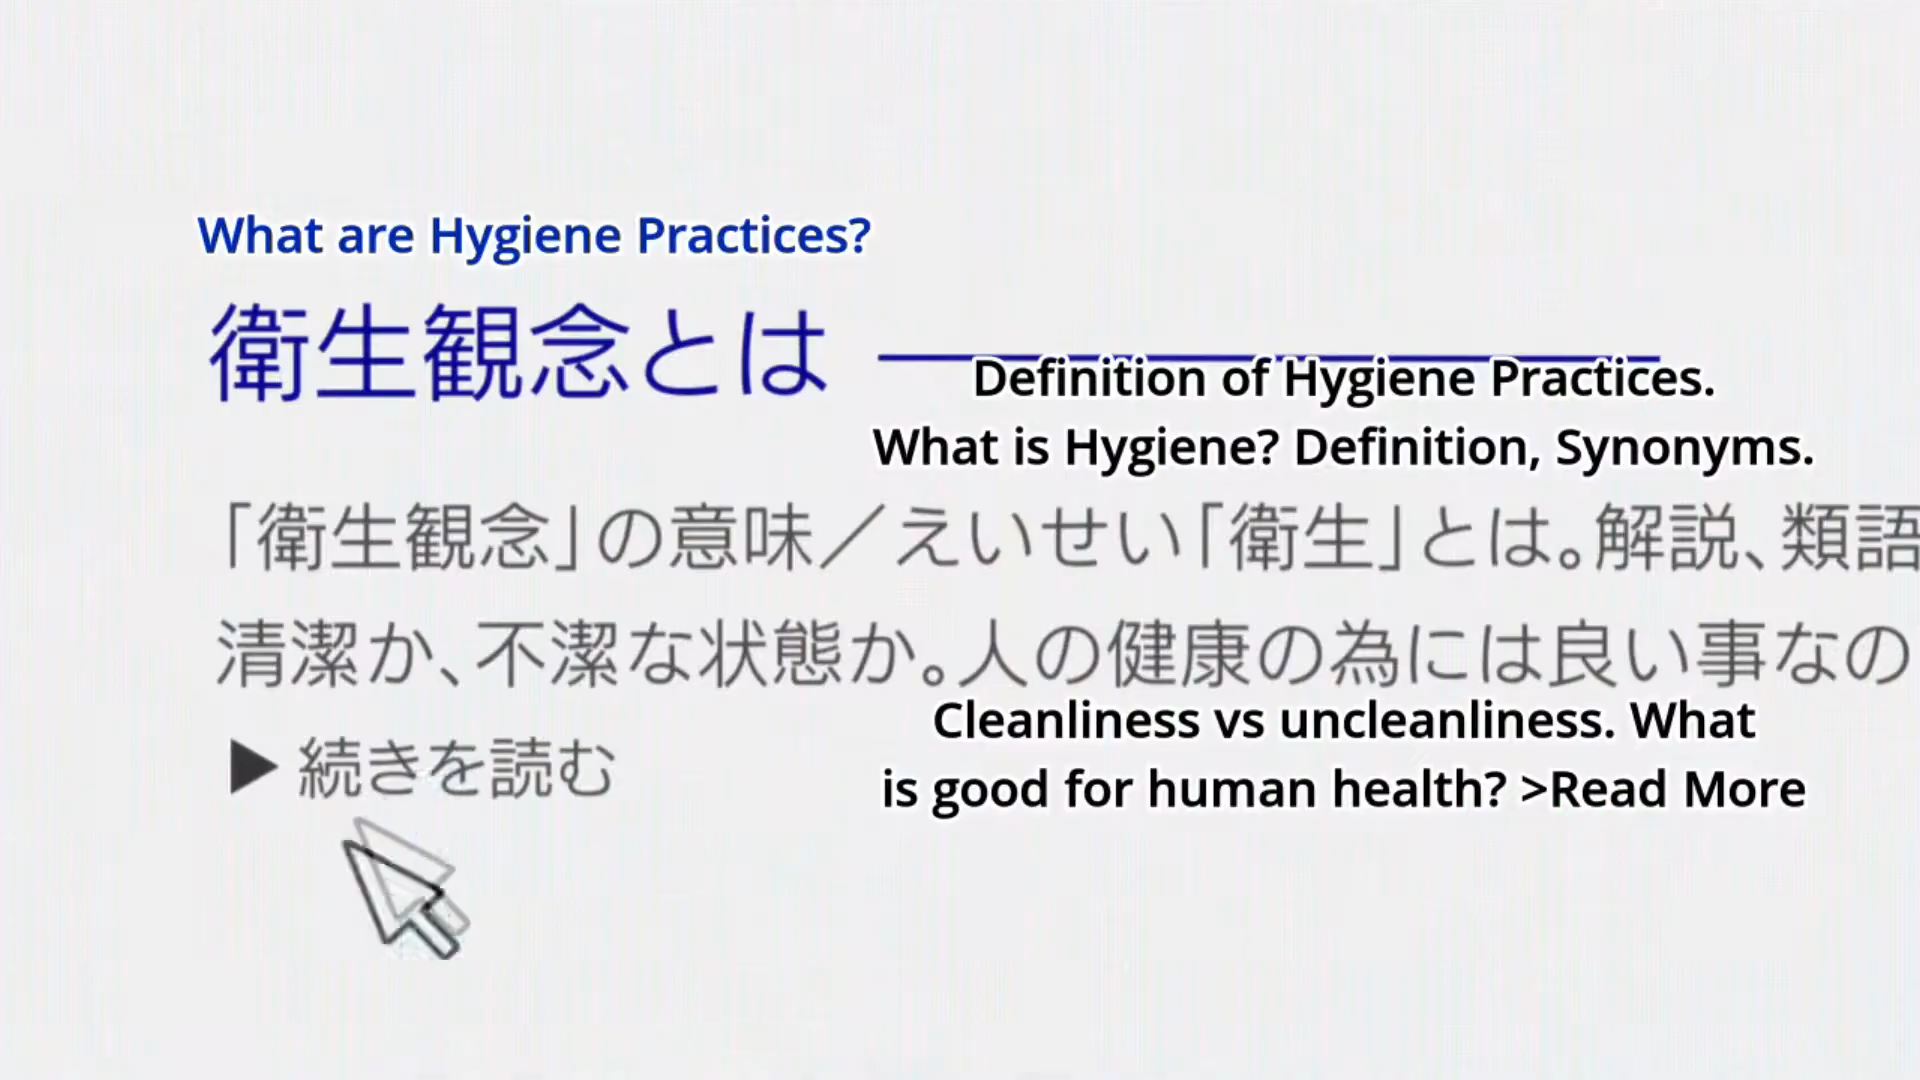 What are Hygiene Practices?
衛生観念とは
Definition of Hygiene Practices.
What is Hygiene? Definition, Synonyms.
「衛生観念」の意味／えいせい「衛生」とは。解説、類語
清潔か、不潔な状態か。人の健康の為には良い事なの
Cleanliness vs uncleanliness. What
is good for human health? >Read More
▶ 続きを読む